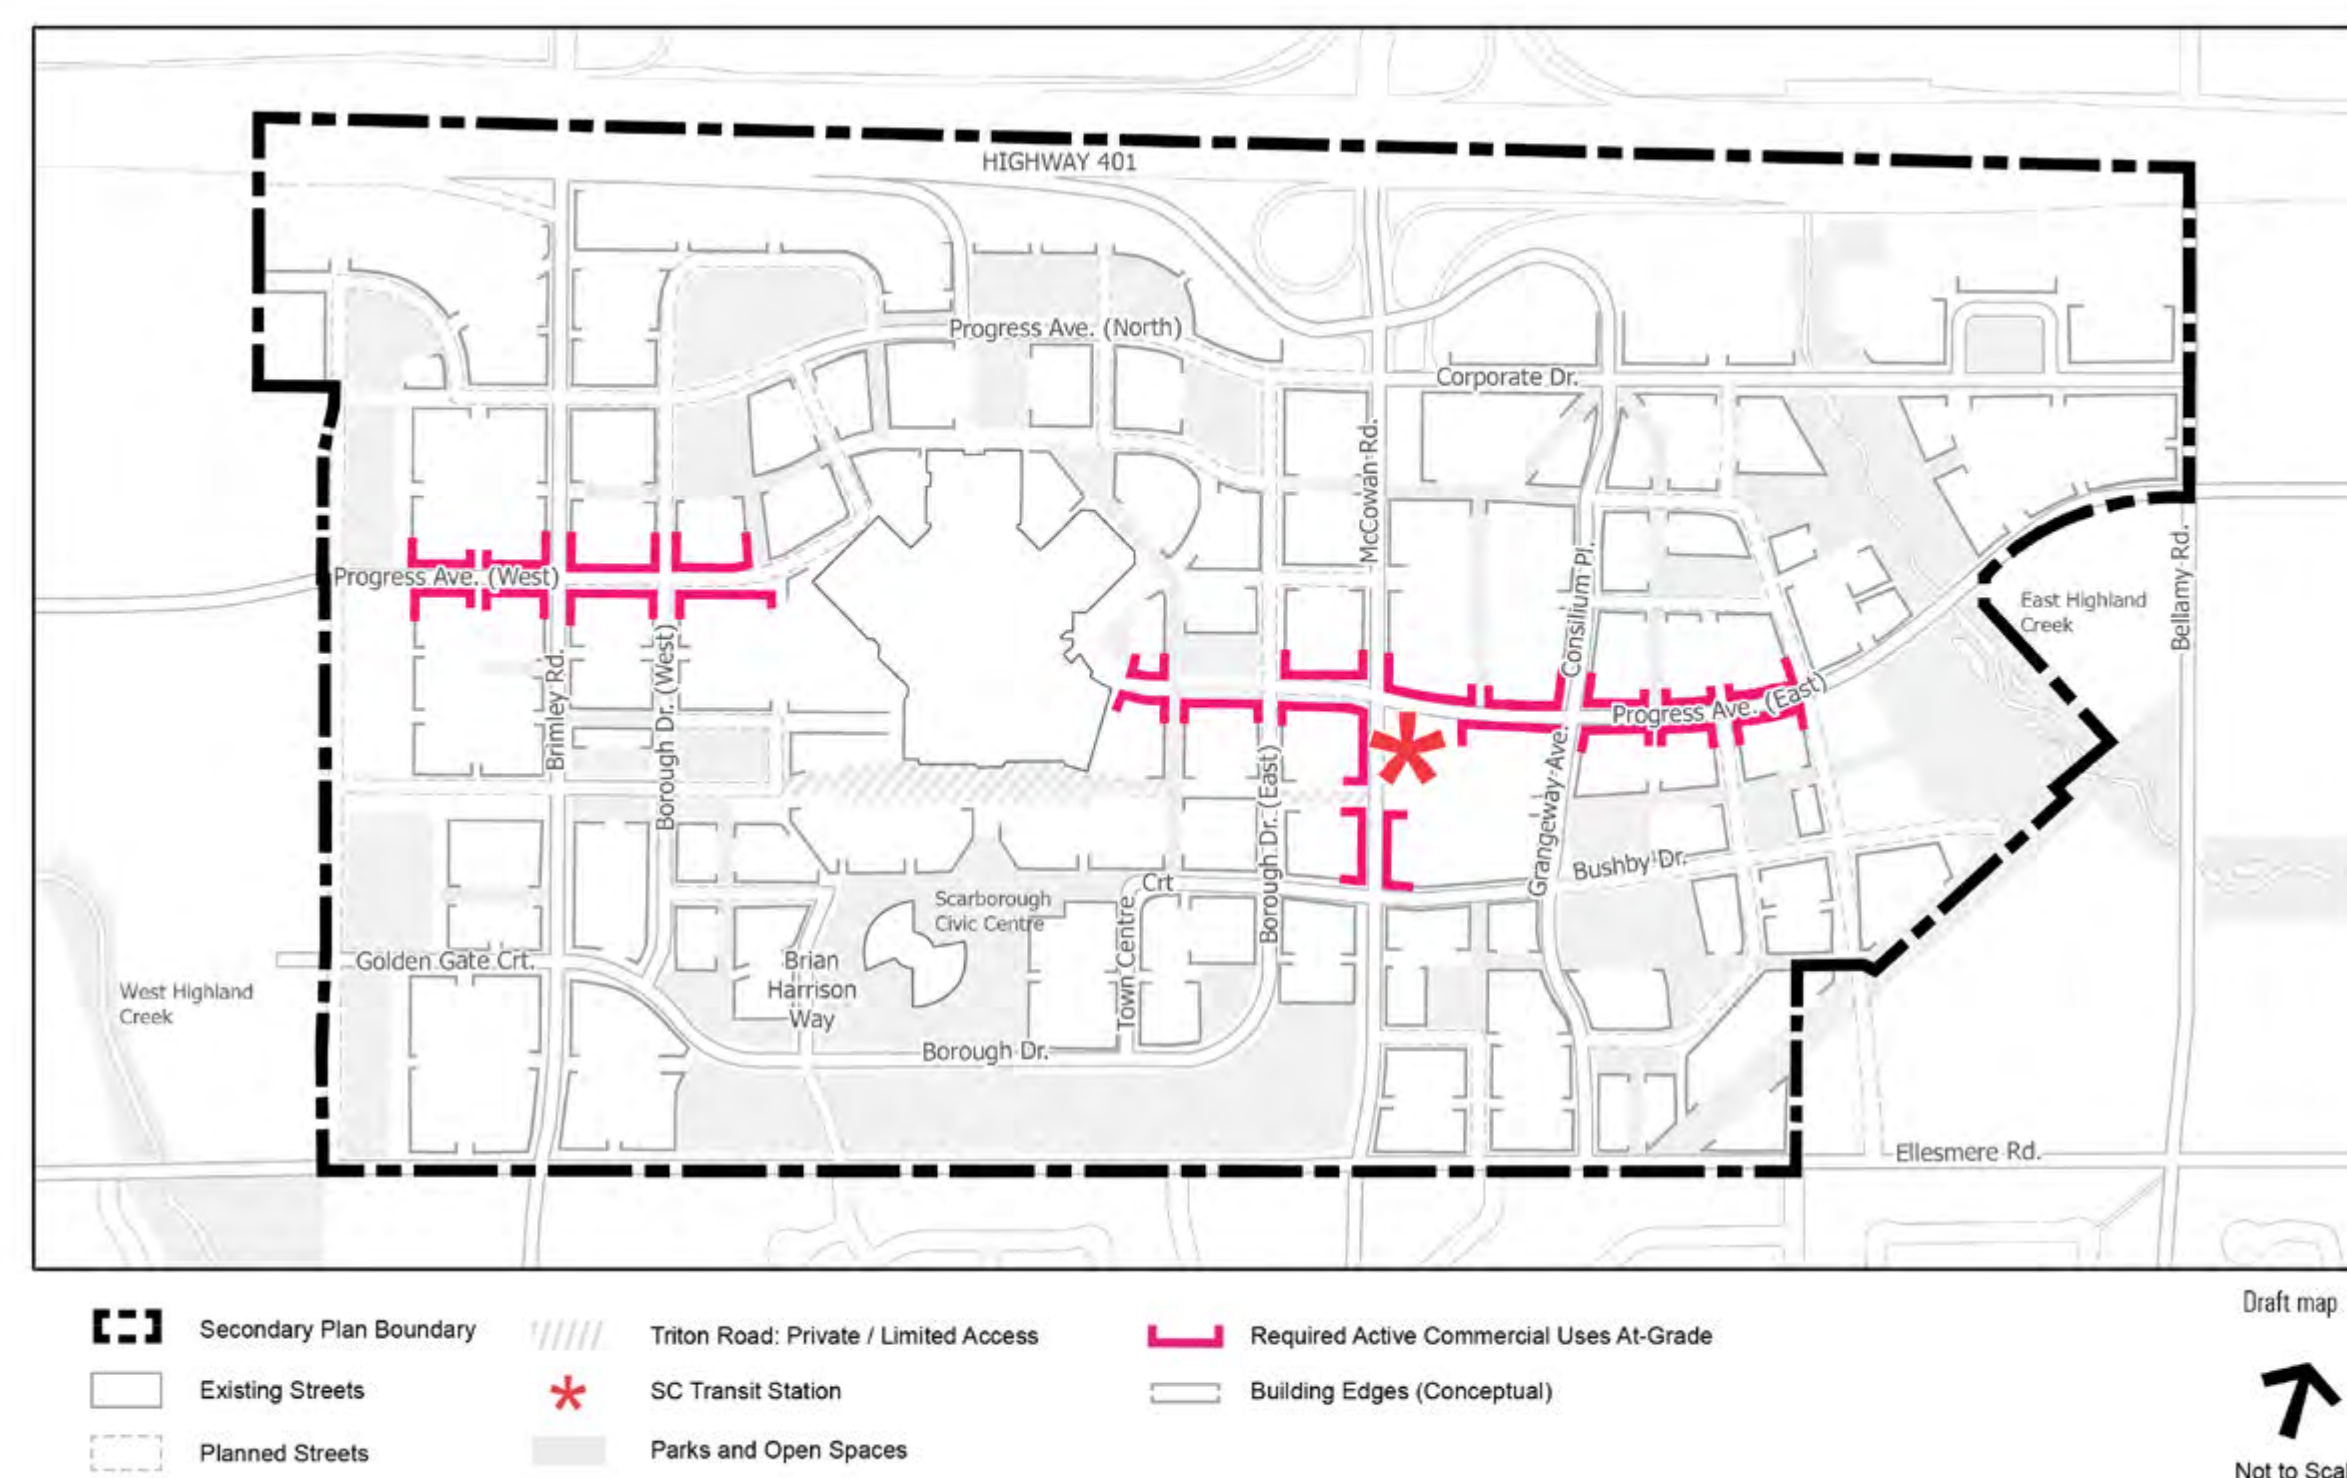 HIGHWAY 401
Progress Ave. (North)
Corporate Dr.
McCowan Rd.
Progress Ave. (West)
Consilium Pl.
Bellamy Rd.
East Highland
Creek
Brimley Rd.
Borough Dr. (West)
Progress Ave. (East)
Borough Dr. (East)
Grangeway Ave.
Bushby Dr.
Crt
Town Centre
Scarborough
Civic Centre
Golden Gate Crt.
Brian
Harrison
Way
West Highland
Creek
Borough Dr.
Ellesmere Rd.
Secondary Plan Boundary
Existing Streets
Planned Streets
Triton Road: Private / Limited Access
SC Transit Station
Parks and Open Spaces
Required Active Commercial Uses At-Grade
Building Edges (Conceptual)
Draft map
Not to Scal